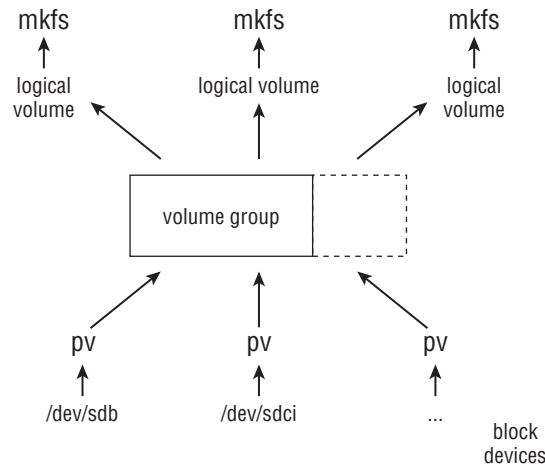 mkfs mkfs mkfs
logical volume logical volume logical volume
volume group
pv pv pv
/dev/sdb /dev/sdci ...
block devices